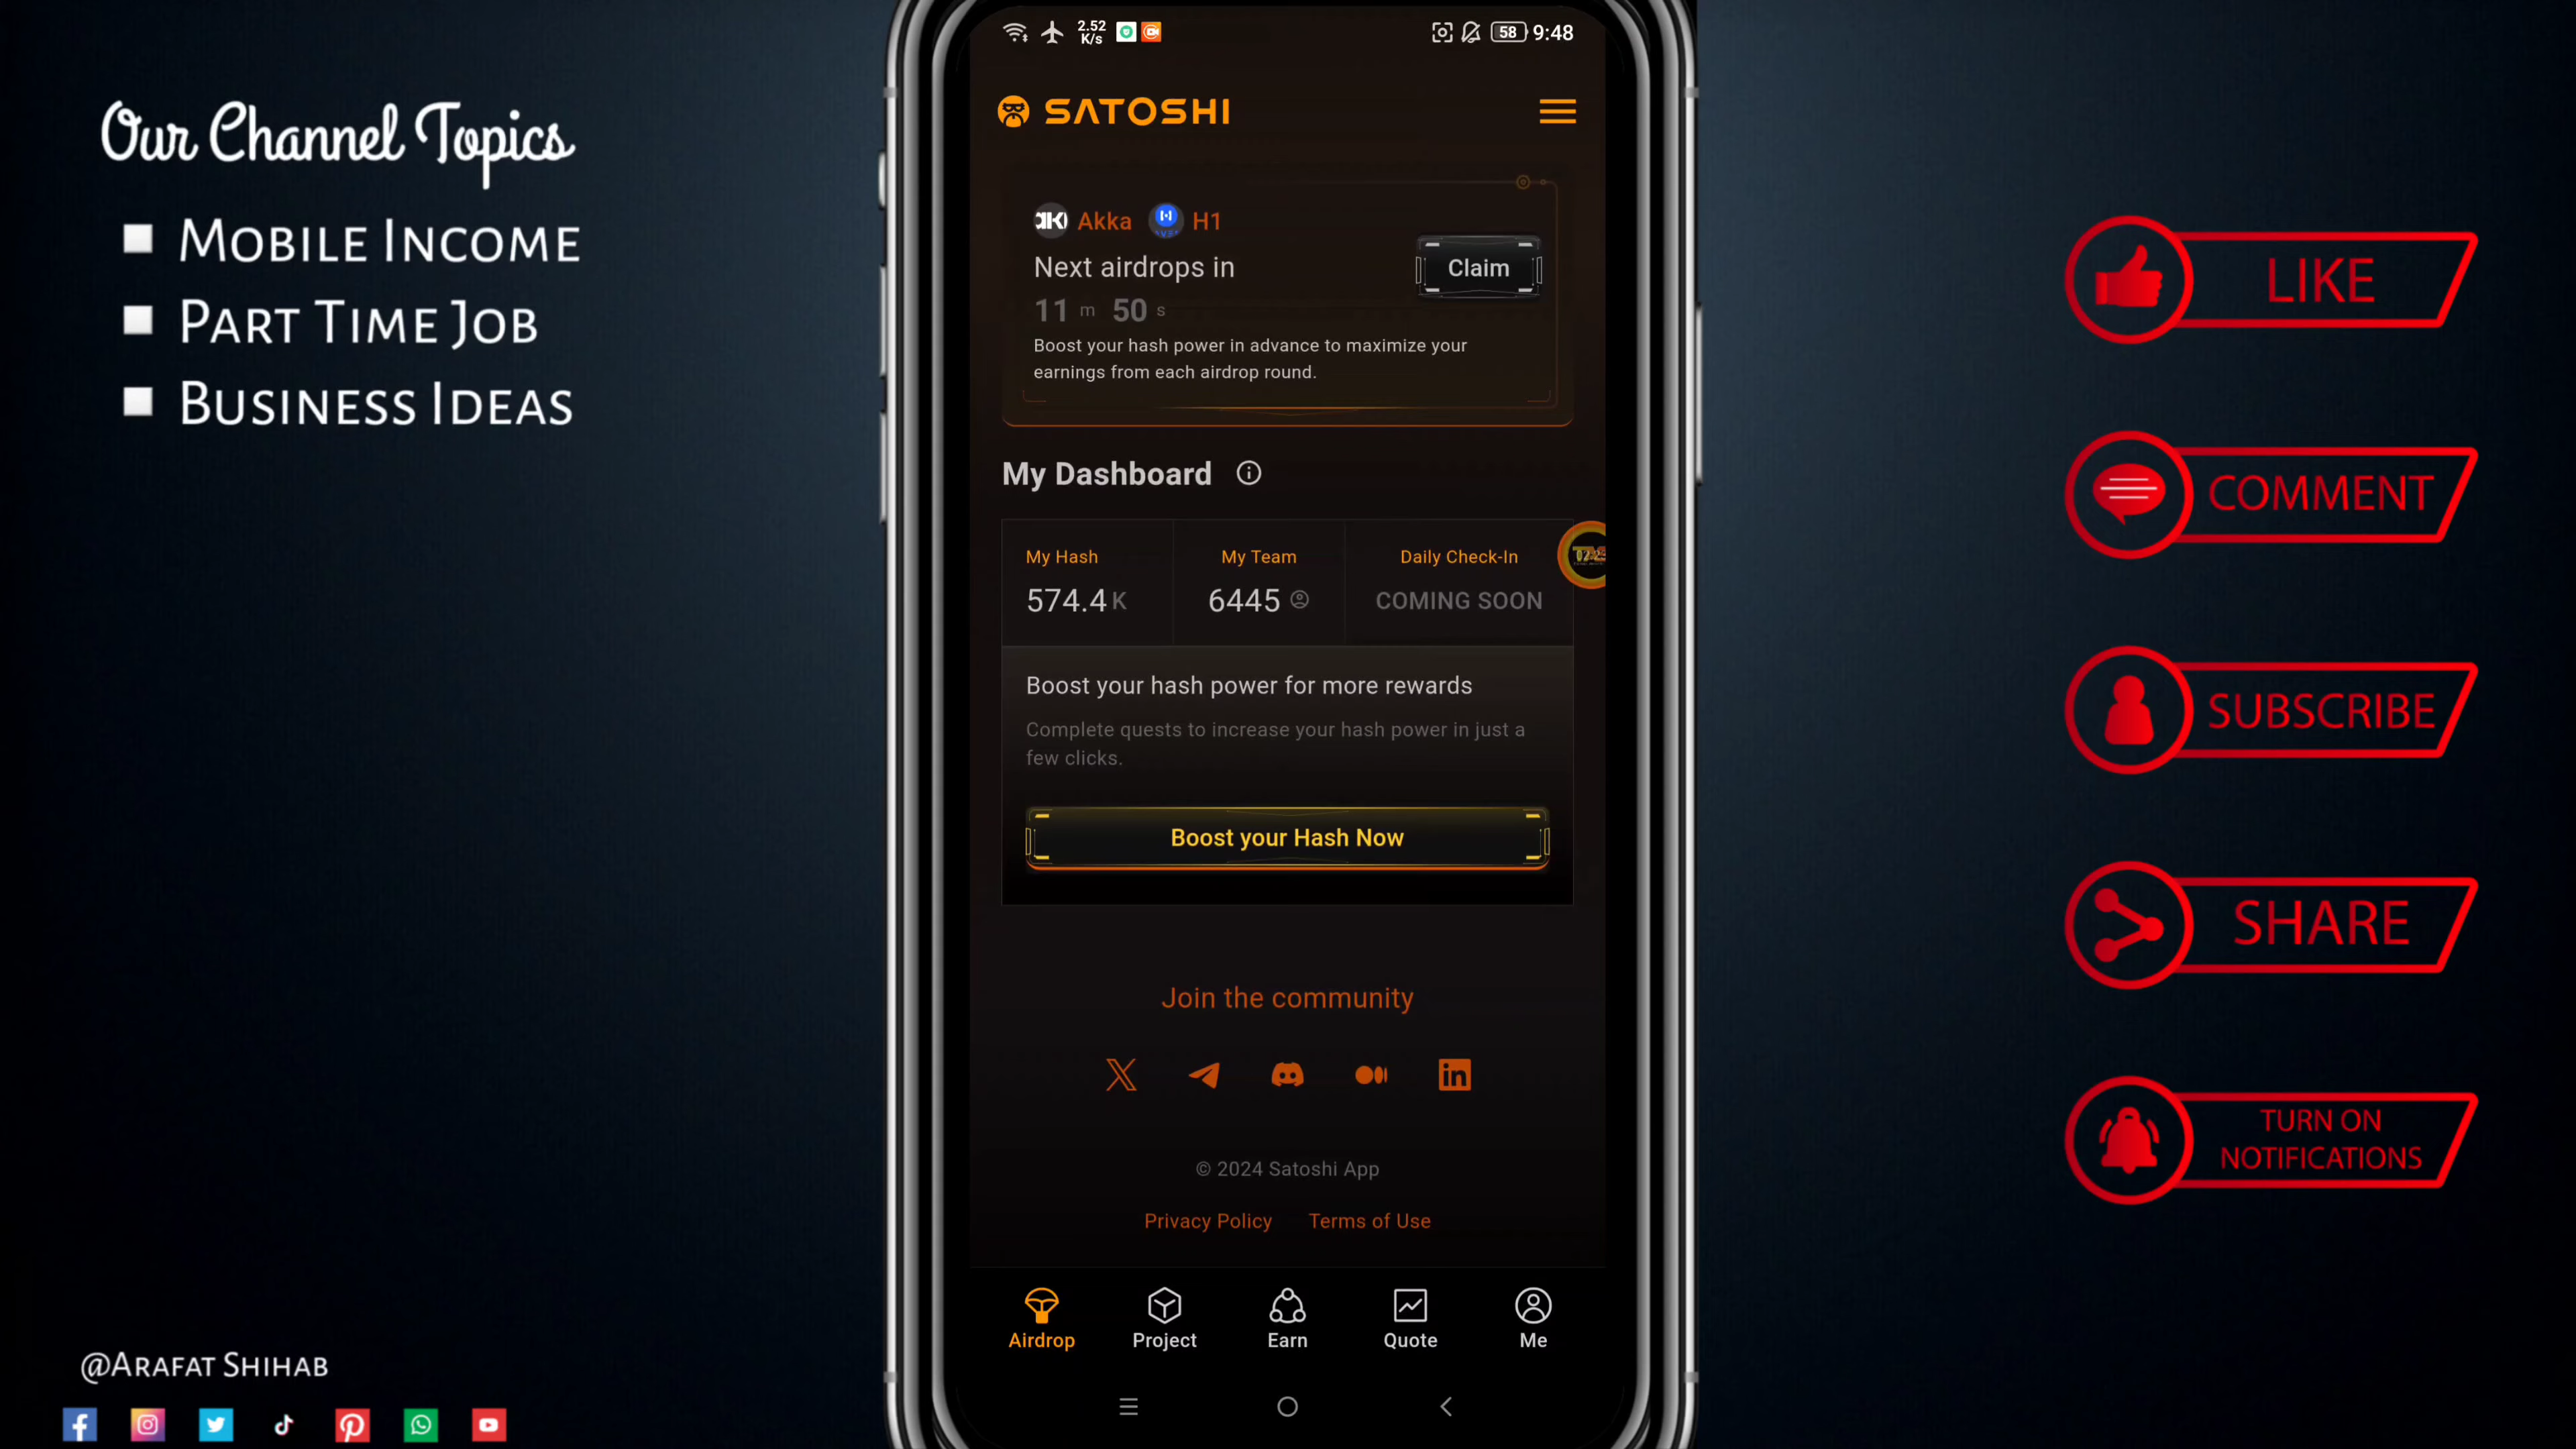 Our Channel Topics
Mobile Income
Part Time Job
Business Ideas
@Arafat Shihab
2.52
K/s
58
9:48
SATOSHI
Akka H1
Next airdrops in
11 m 50 s
Claim
Boost your hash power in advance to maximize your
earnings from each airdrop round.
My Dashboard
My Hash
574.4 K
My Team
6445
Daily Check-In
COMING SOON
Boost your hash power for more rewards
Complete quests to increase your hash power in just a
few clicks.
Boost your Hash Now
Join the community
© 2024 Satoshi App
Privacy Policy Terms of Use
Airdrop Project Earn Quote Me
LIKE
COMMENT
SUBSCRIBE
SHARE
TURN ON
NOTIFICATIONS